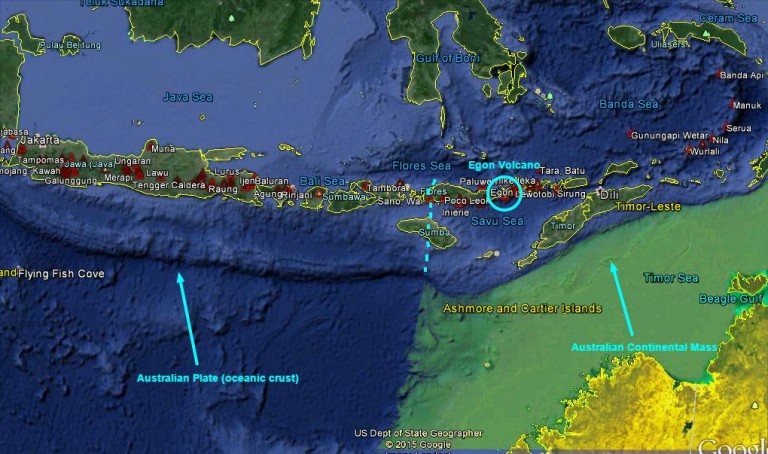 Teluk Sukadana
Pulau Belitung
Gulf of Boni
Ceram Sea
Uliasers
Banda Api
Java Sea
Banda Sea
Manuk
Serua
Gunungapi Wetar
Nila
Wurlali
Jakarta
Muria
Tampomas
Jawa (Java)
Ungaran
Kawah
Lawu
Lurus
Merapi
Galunggung
Tengger Caldera
Raung
Ijen
Baluran
Agung
Rinjani
Bali Sea
Sumbawa
Tambora
Flores Sea
Egon Volcano
Tara, Batu
Paluwe
Flores
Egon
Lewotobi
Sirung
Dili
Sano Wai
Poco Leok
Inierie
Savu Sea
Timor-Leste
Sumba
Timor
Flying Fish Cove
Timor Sea
Beagle Gulf
Ashmore and Cartier Islands
Australian Continental Mass
Australian Plate (oceanic crust)
US Dept of State Geographer
© 2015 Google
Google